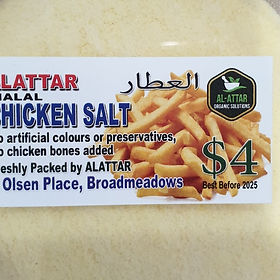 ALATTAR
العطار
HALAL
CHICKEN SALT
AL-ATTAR
ORGANIC SOLUTIONS
o artificial colours or preservatives,
o chicken bones added
eshly Packed by ALATTAR
Olsen Place, Broadmeadows
$4
Best Before 2025